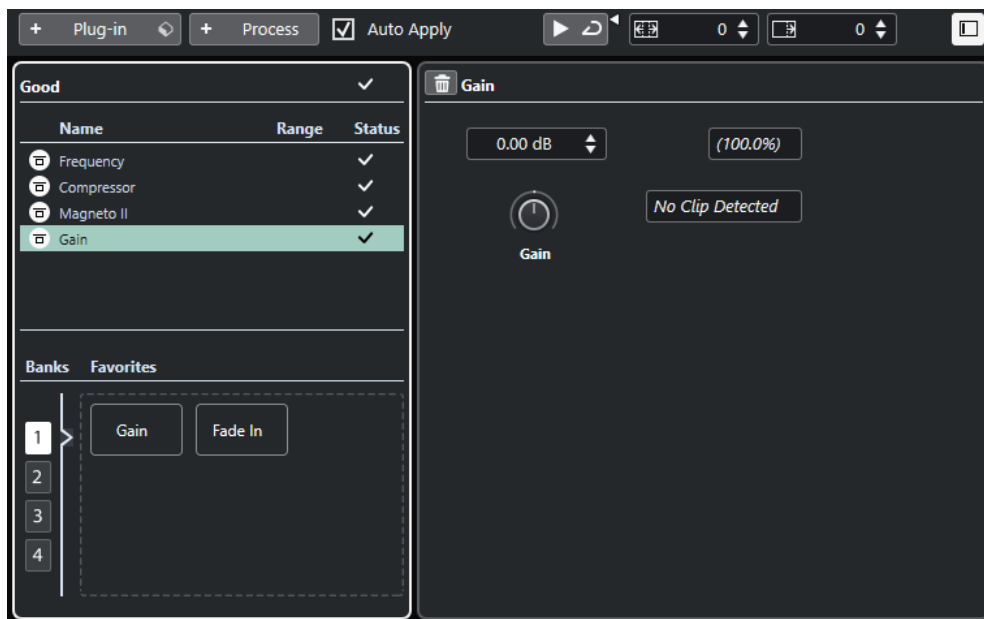 + Plug-in + Process Auto Apply 0 0
Good
Name Range Status
Frequency
Compressor
Magneto II
Gain
Banks Favorites
1
2
3
4
Gain Fade In
Gain
0.00 dB (100.0%)
No Clip Detected
Gain